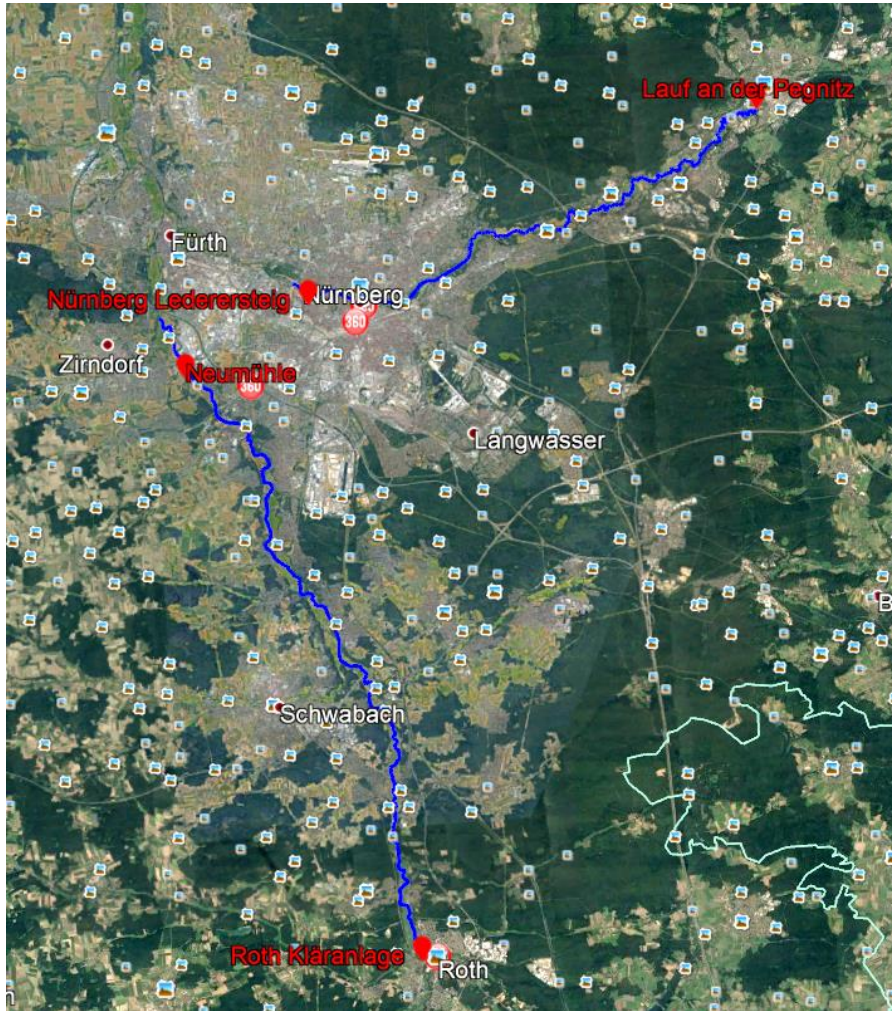 Lauf an der Pegnitz
Fürth
Nürnberg Lederersteig
Nürnberg
360
Zirndorf
Neumühle
360
Langwasser
B
Schwabach
Roth Kläranlage
Roth
n